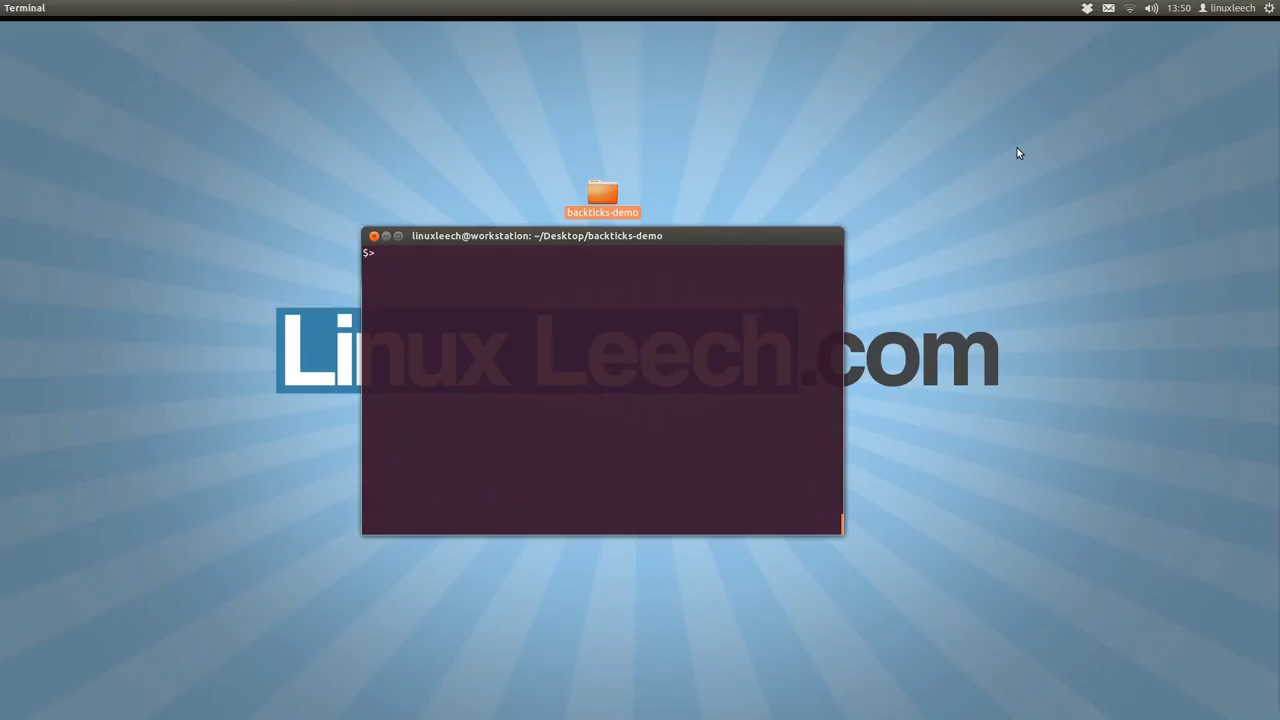 Terminal
13:50 linuxleech
backticks-demo
linuxleech@workstation: ~/Desktop/backticks-demo
$>
Linux Leech.com